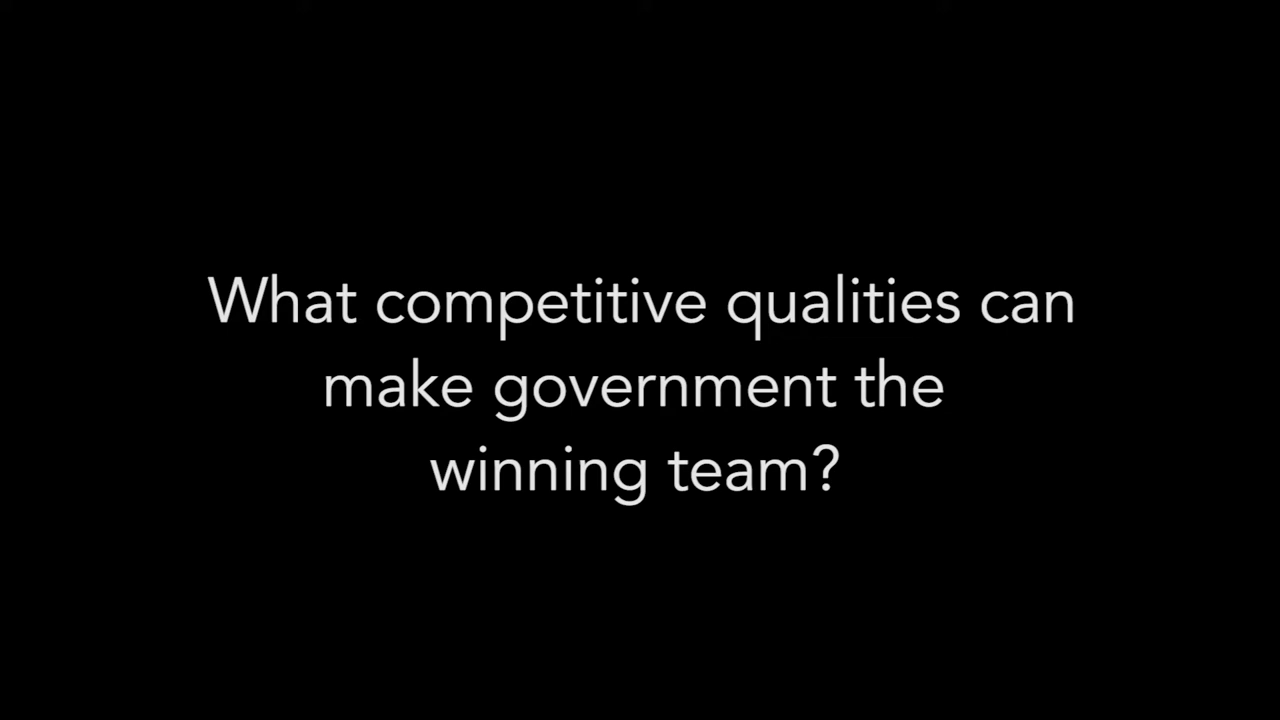 What competitive qualities can
make government the
winning team?